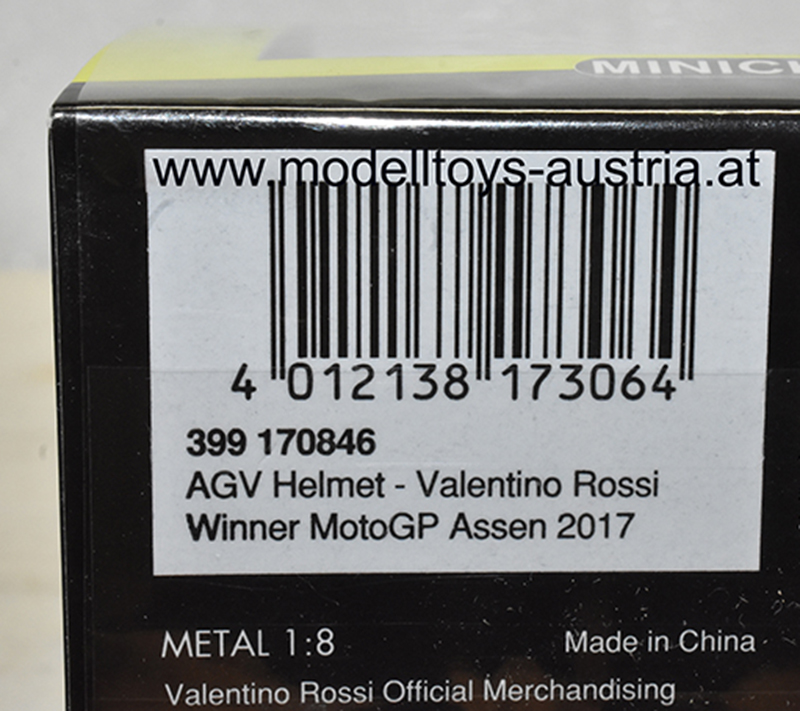 www.modelltoys-austria.at
4 012138 173064
399 170846
AGV Helmet - Valentino Rossi
Winner MotoGP Assen 2017
METAL 1:8 Made in China
Valentino Rossi Official Merchandising